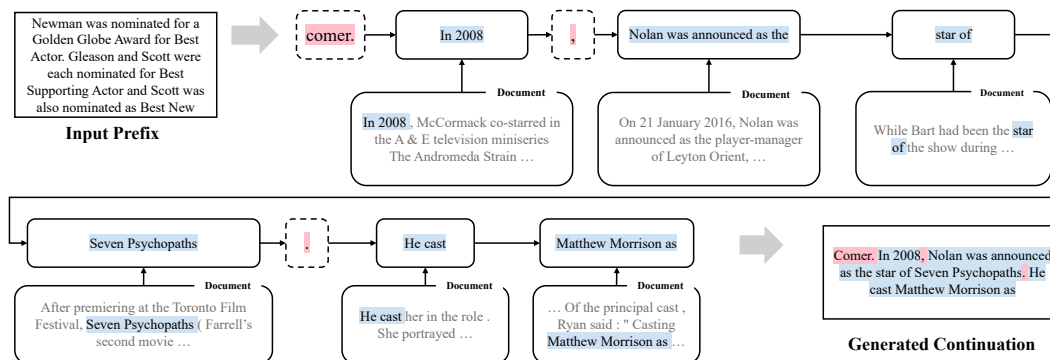 Newman was nominated for a
Golden Globe Award for Best
Actor. Gleason and Scott were
each nominated for Best
Supporting Actor and Scott was
also nominated as Best New
Input Prefix
comer.
In 2008
,
Nolan was announced as the
star of
Document
In 2008 , McCormack co-starred in
the A & E television miniseries
The Andromeda Strain …
Document
On 21 January 2016, Nolan was
announced as the player-manager
of Leyton Orient, …
Document
While Bart had been the star
of the show during …
Seven Psychopaths
.
He cast
Matthew Morrison as
Document
After premiering at the Toronto Film
Festival, Seven Psychopaths ( Farrell’s
second movie …
Document
He cast her in the role .
She portrayed …
Document
… Of the principal cast ,
Ryan said : " Casting
Matthew Morrison as …
Comer. In 2008, Nolan was announced
as the star of Seven Psychopaths. He
cast Matthew Morrison as
Generated Continuation